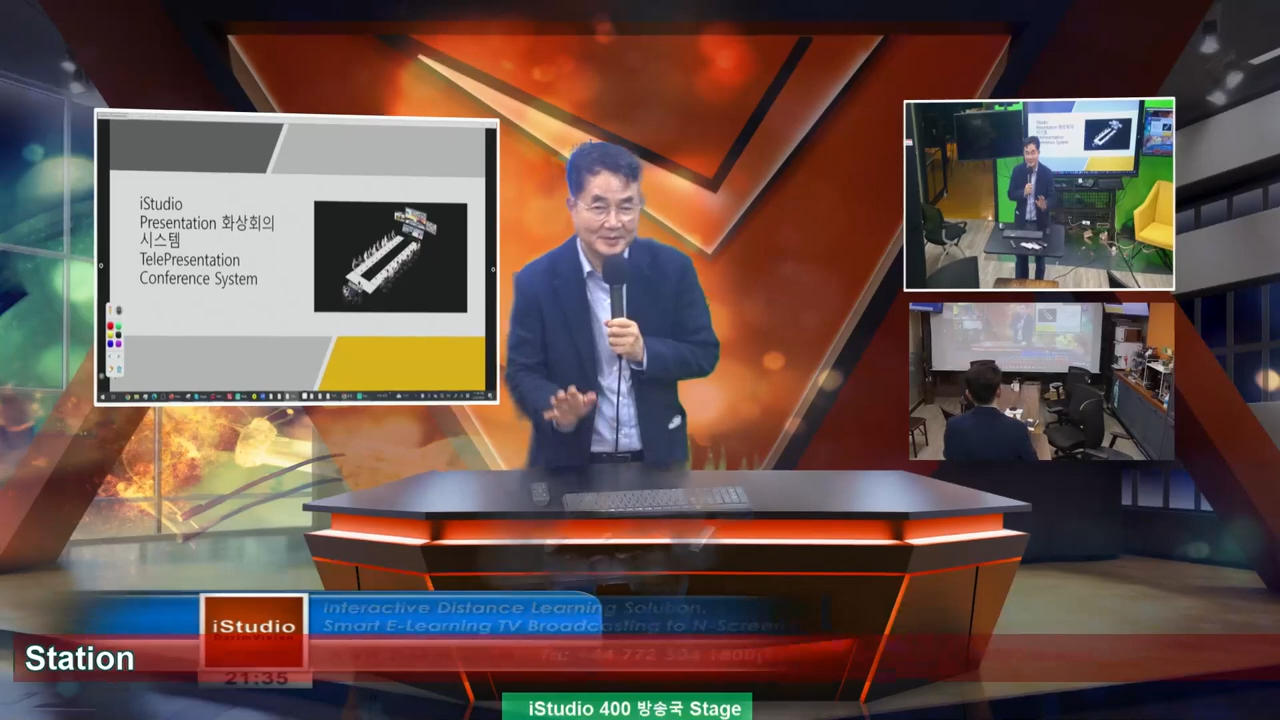 iStudio
Presentation 화상회의
시스템
TelePresentation
Conference System
Interactive Distance Learning Solution.
Smart E-Learning TV Broadcasting to N-Screen
iStudio
DarimVision
Station
21:35
iStudio 400 방송국 Stage